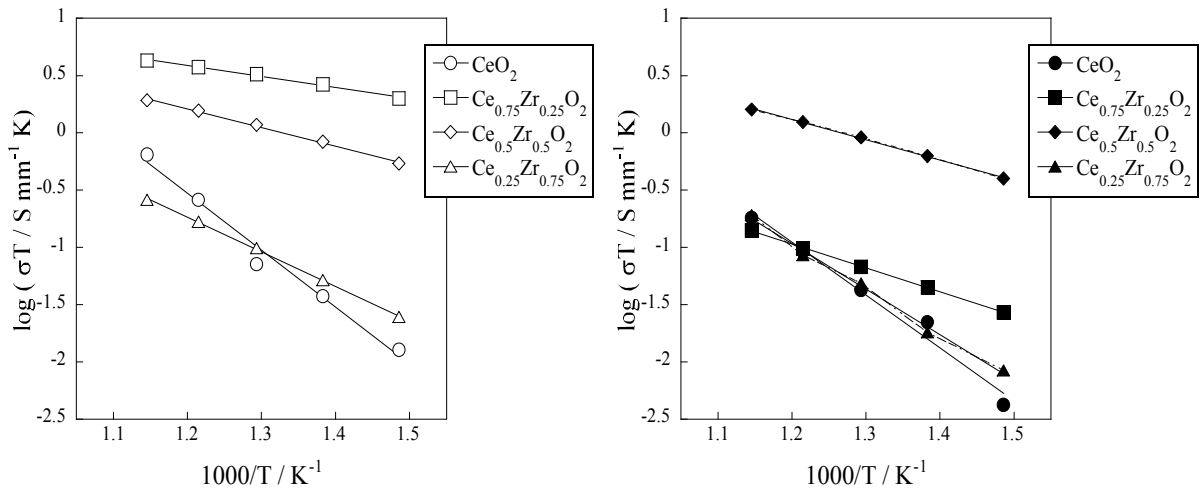 1
0.5
0
-0.5
-1
-1.5
-2
-2.5
log ( σT / S mm⁻¹ K)
1.1 1.2 1.3 1.4 1.5
1000/T / K⁻¹
CeO₂
Ce₀.₇₅Zr₀.₂₅O₂
Ce₀.₅Zr₀.₅O₂
Ce₀.₂₅Zr₀.₇₅O₂
1
0.5
0
-0.5
-1
-1.5
-2
-2.5
log ( σT / S mm⁻¹ K)
1.1 1.2 1.3 1.4 1.5
1000/T / K⁻¹
CeO₂
Ce₀.₇₅Zr₀.₂₅O₂
Ce₀.₅Zr₀.₅O₂
Ce₀.₂₅Zr₀.₇₅O₂